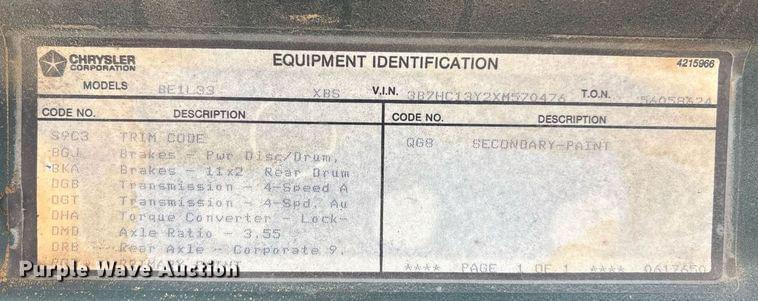 CHRYSLER
CORPORATION
EQUIPMENT IDENTIFICATION
4215966
MODELS BE1L33 XBS V.I.N. 3B7HC13Y2XM570476 T.O.N. 56058624
CODE NO. DESCRIPTION
S9C3 TRIM CODE
BGJ Brakes - Pwr Disc/Drum,
BKA Brakes - 11x2 Rear Drum
DGB Transmission - 4-Speed A
DGT Transmission - 4-Spd. Au
DHA Torque Converter - Lock-
DMD Axle Ratio - 3.55
DRB Rear Axle - Corporate 9.
CODE NO. DESCRIPTION
QG8 SECONDARY-PAINT
**** PAGE 1 OF 1 **** 0617650
Purple Wave Auction